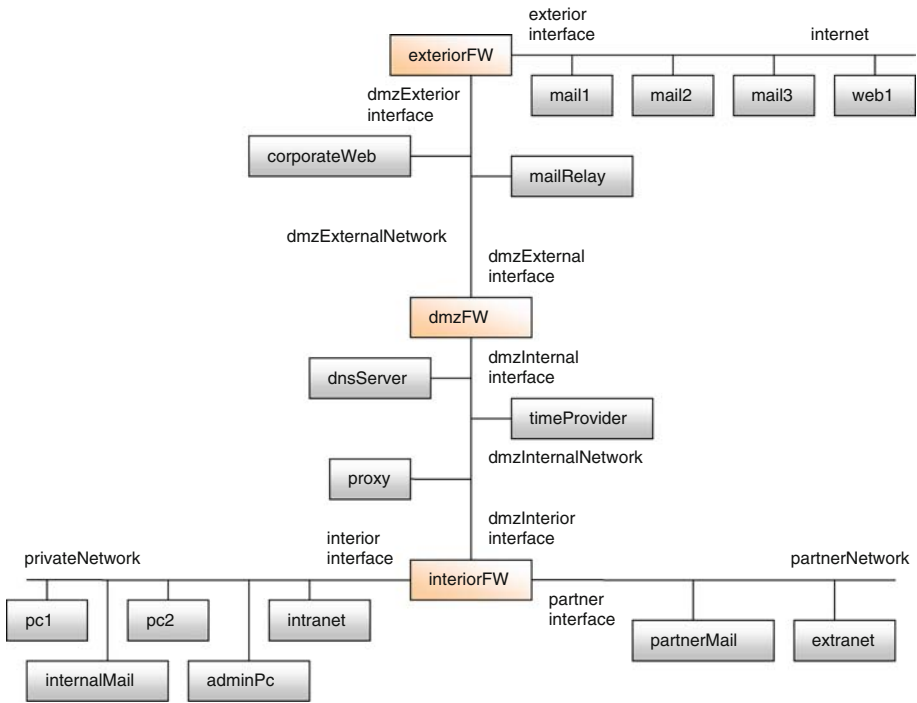 exterior
interface
internet
exteriorFW
mail1
mail2
mail3
web1
dmzExterior
interface
corporateWeb
mailRelay
dmzExternalNetwork
dmzExternal
interface
dmzFW
dmzInternal
interface
dnsServer
timeProvider
dmzInternalNetwork
proxy
dmzInterior
interface
interior
interface
privateNetwork
partnerNetwork
interiorFW
partner
interface
pc1
pc2
intranet
partnerMail
extranet
internalMail
adminPc